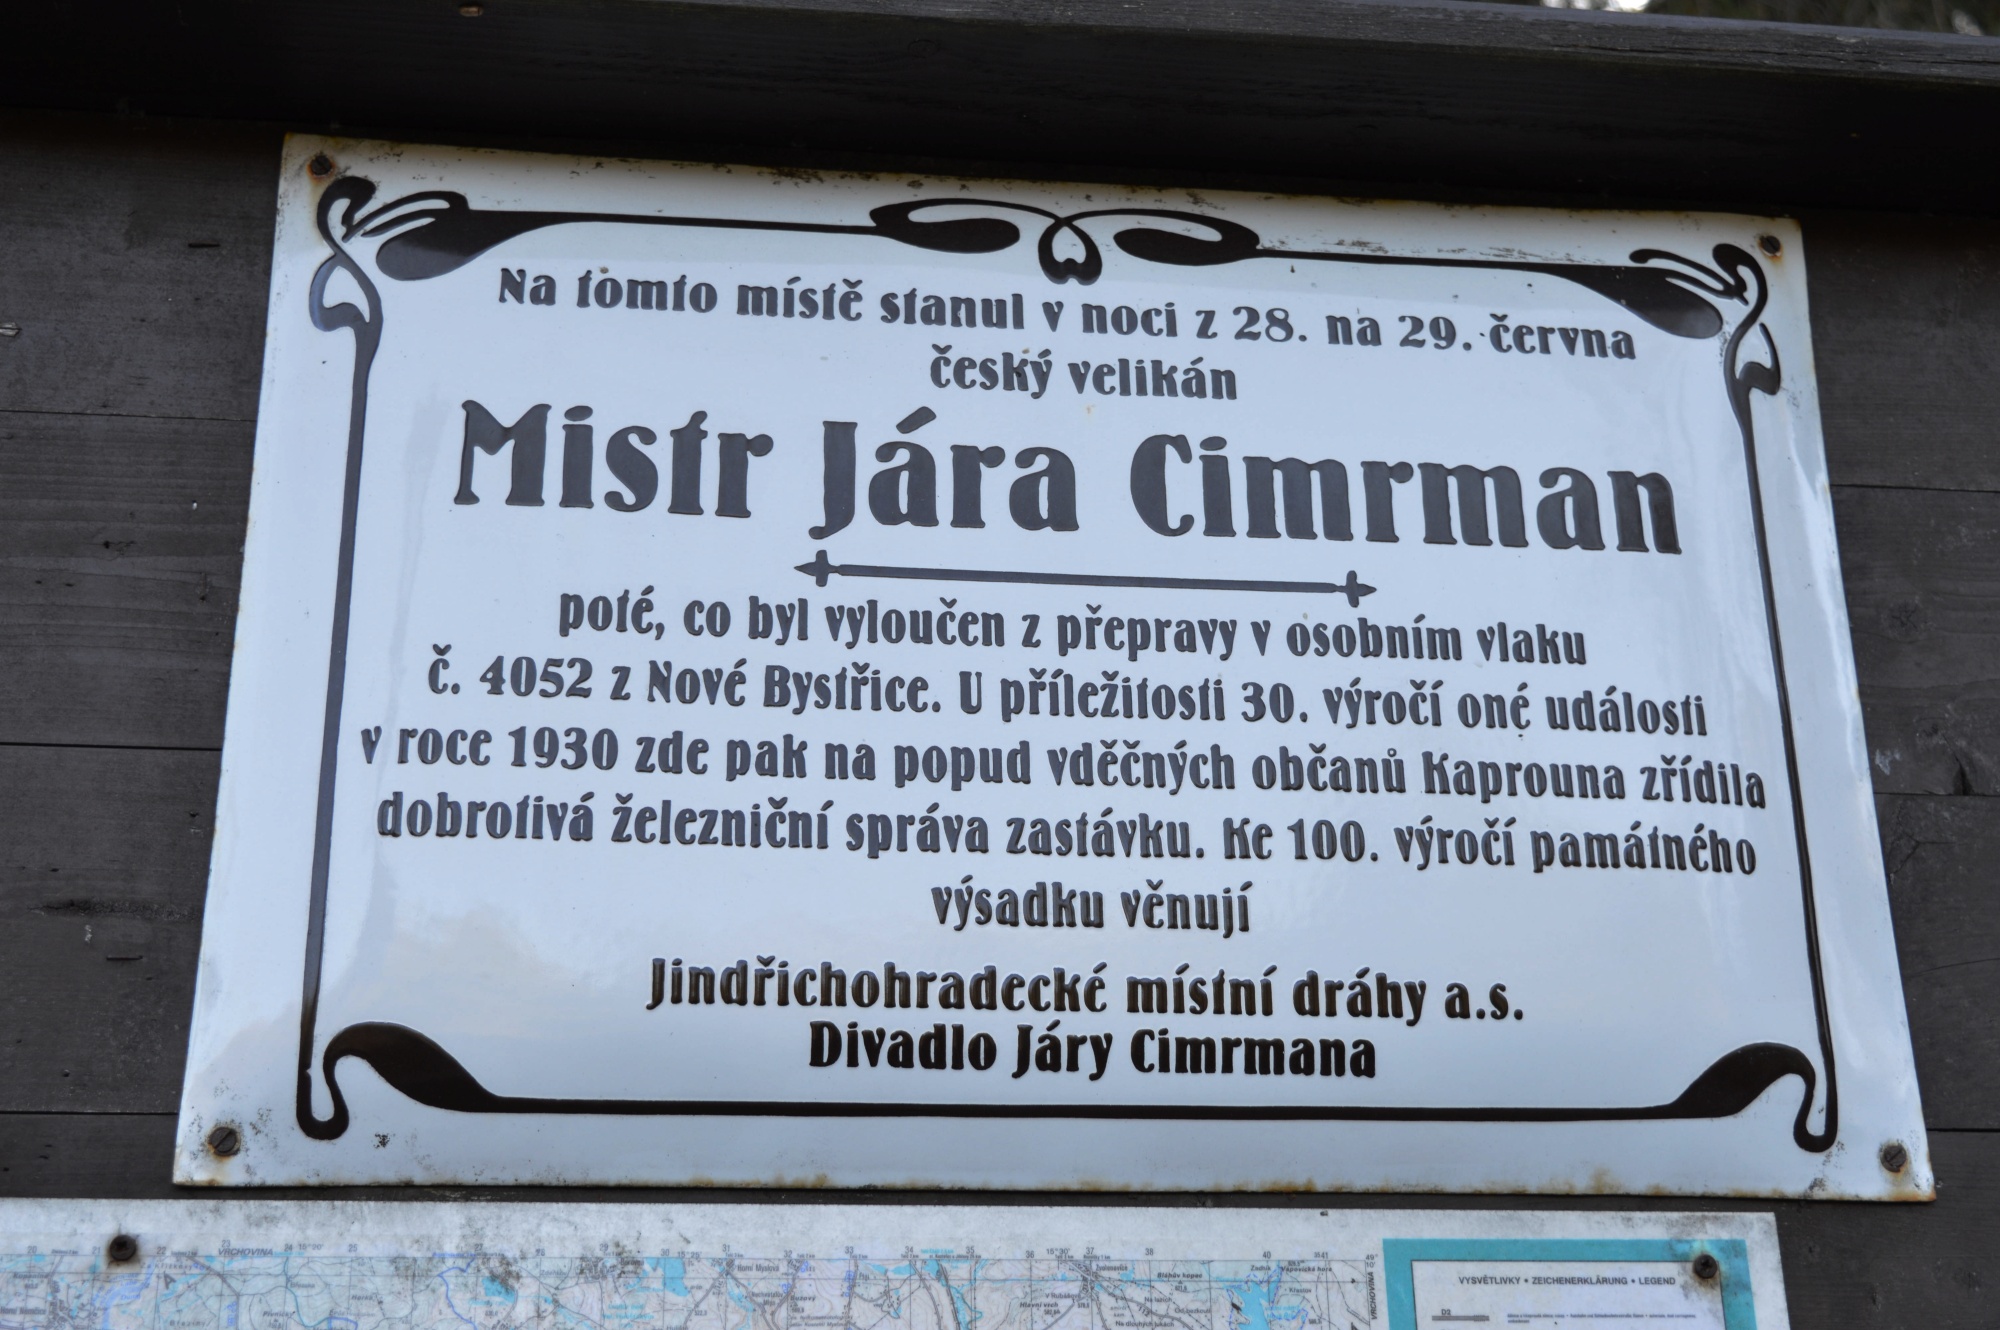 Na tomto místě stanul v noci z 28. na 29. června
český velikán
Mistr Jára Cimrman
poté, co byl vyloučen z přepravy v osobním vlaku
č. 4052 z Nové Bystřice. U příležitosti 30. výročí oné události
v roce 1930 zde pak na popud vděčných občanů Kaprouna zřídila
dobrotivá železniční správa zastávku. Ke 100. výročí památného
výsadku věnují
Jindřichohradecké místní dráhy a.s.
Divadlo Járy Cimrmana
VRCHOVINA
VYSVĚTLIVKY • ZEICHENERKLÄRUNG • LEGEND